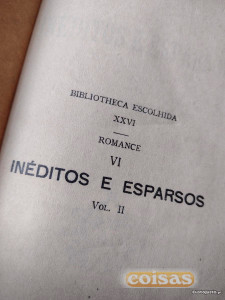 BIBLIOTHECA ESCOLHIDA
XXVI
ROMANCE
VI
INÉDITOS E ESPARSOS
VOL. II
coisas